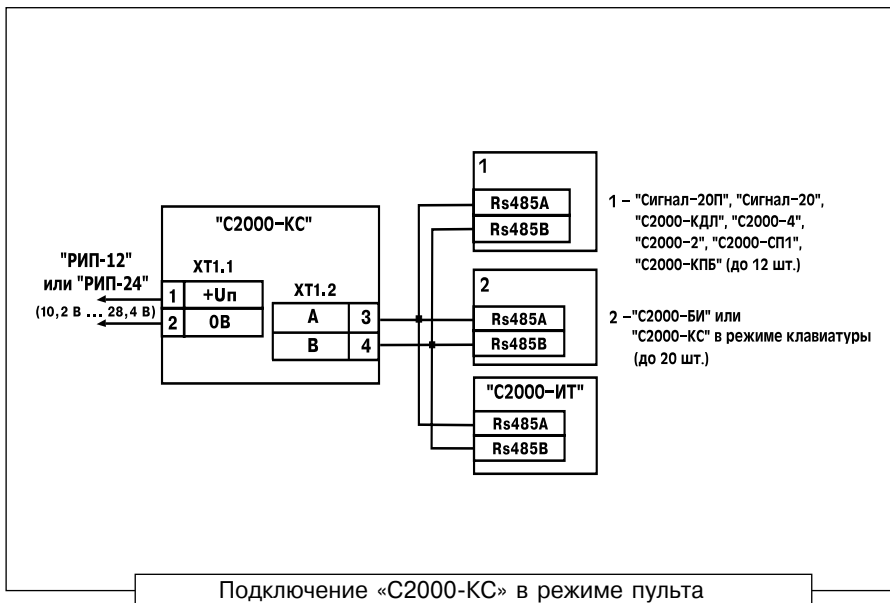 "С2000-КС"
"РИП-12"
или "РИП-24"
(10,2 В ... 28,4 В)
ХТ1.1
1 +Uп
2 0В
ХТ1.2
А 3
В 4
1
Rs485A
Rs485B
1 – "Сигнал-20П", "Сигнал-20",
"С2000-КДЛ", "С2000-4",
"С2000-2", "С2000-СП1",
"С2000-КПБ" (до 12 шт.)
2
Rs485A
Rs485B
2 –"С2000-БИ" или
"С2000-КС" в режиме клавиатуры
(до 20 шт.)
"С2000-ИТ"
Rs485A
Rs485B
Подключение «С2000-КС» в режиме пульта